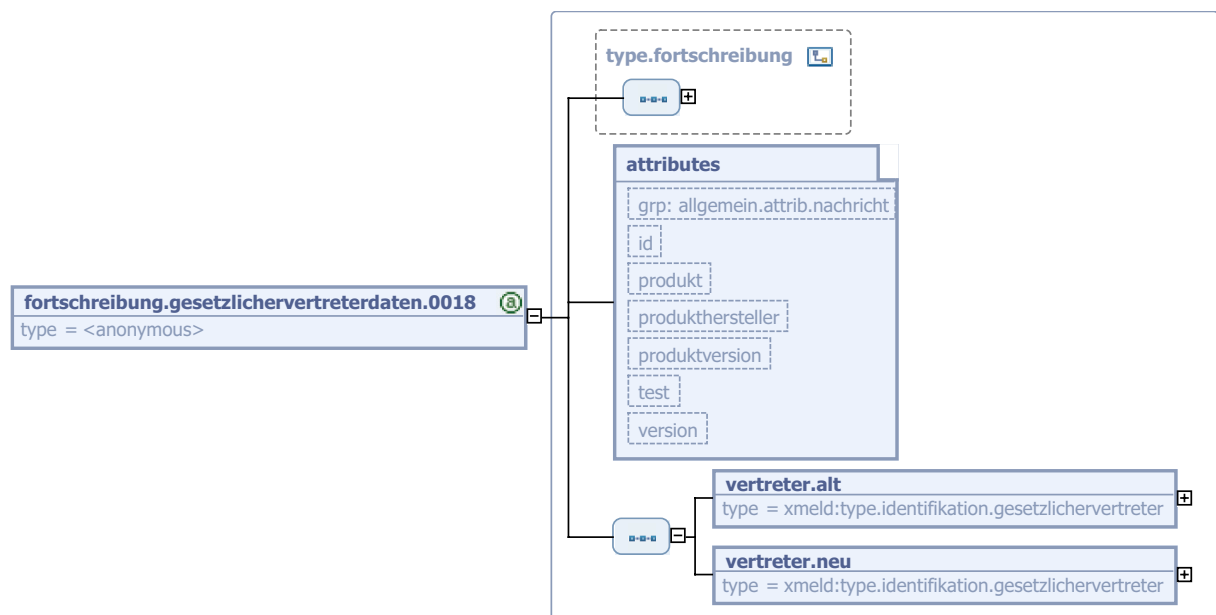 type.fortschreibung
attributes
grp: allgemein.attrib.nachricht
id
produkt
produkthersteller
produktversion
test
version
fortschreibung.gesetzlichervertreterdaten.0018 @
type = <anonymous>
vertreter.alt
type = xmeld:type.identifikation.gesetzlichervertreter
vertreter.neu
type = xmeld:type.identifikation.gesetzlichervertreter